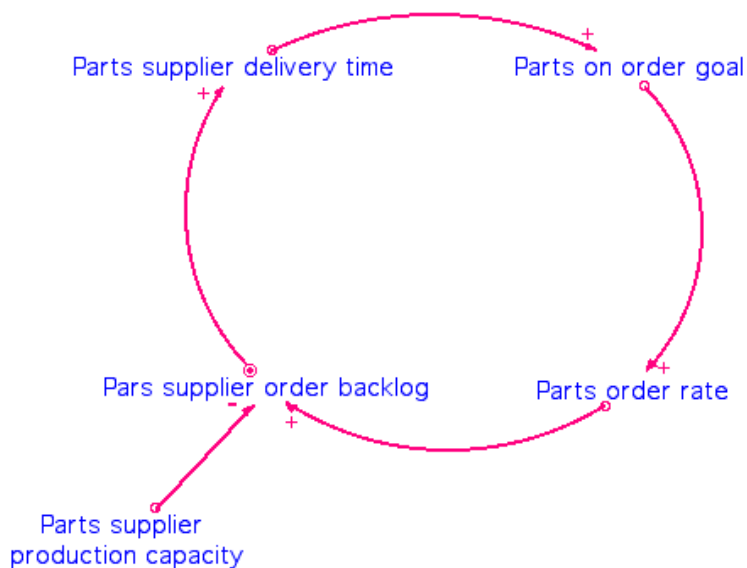 +
Parts supplier delivery time
Parts on order goal
+
Pars supplier order backlog
+
Parts order rate
-
+
Parts supplier
production capacity